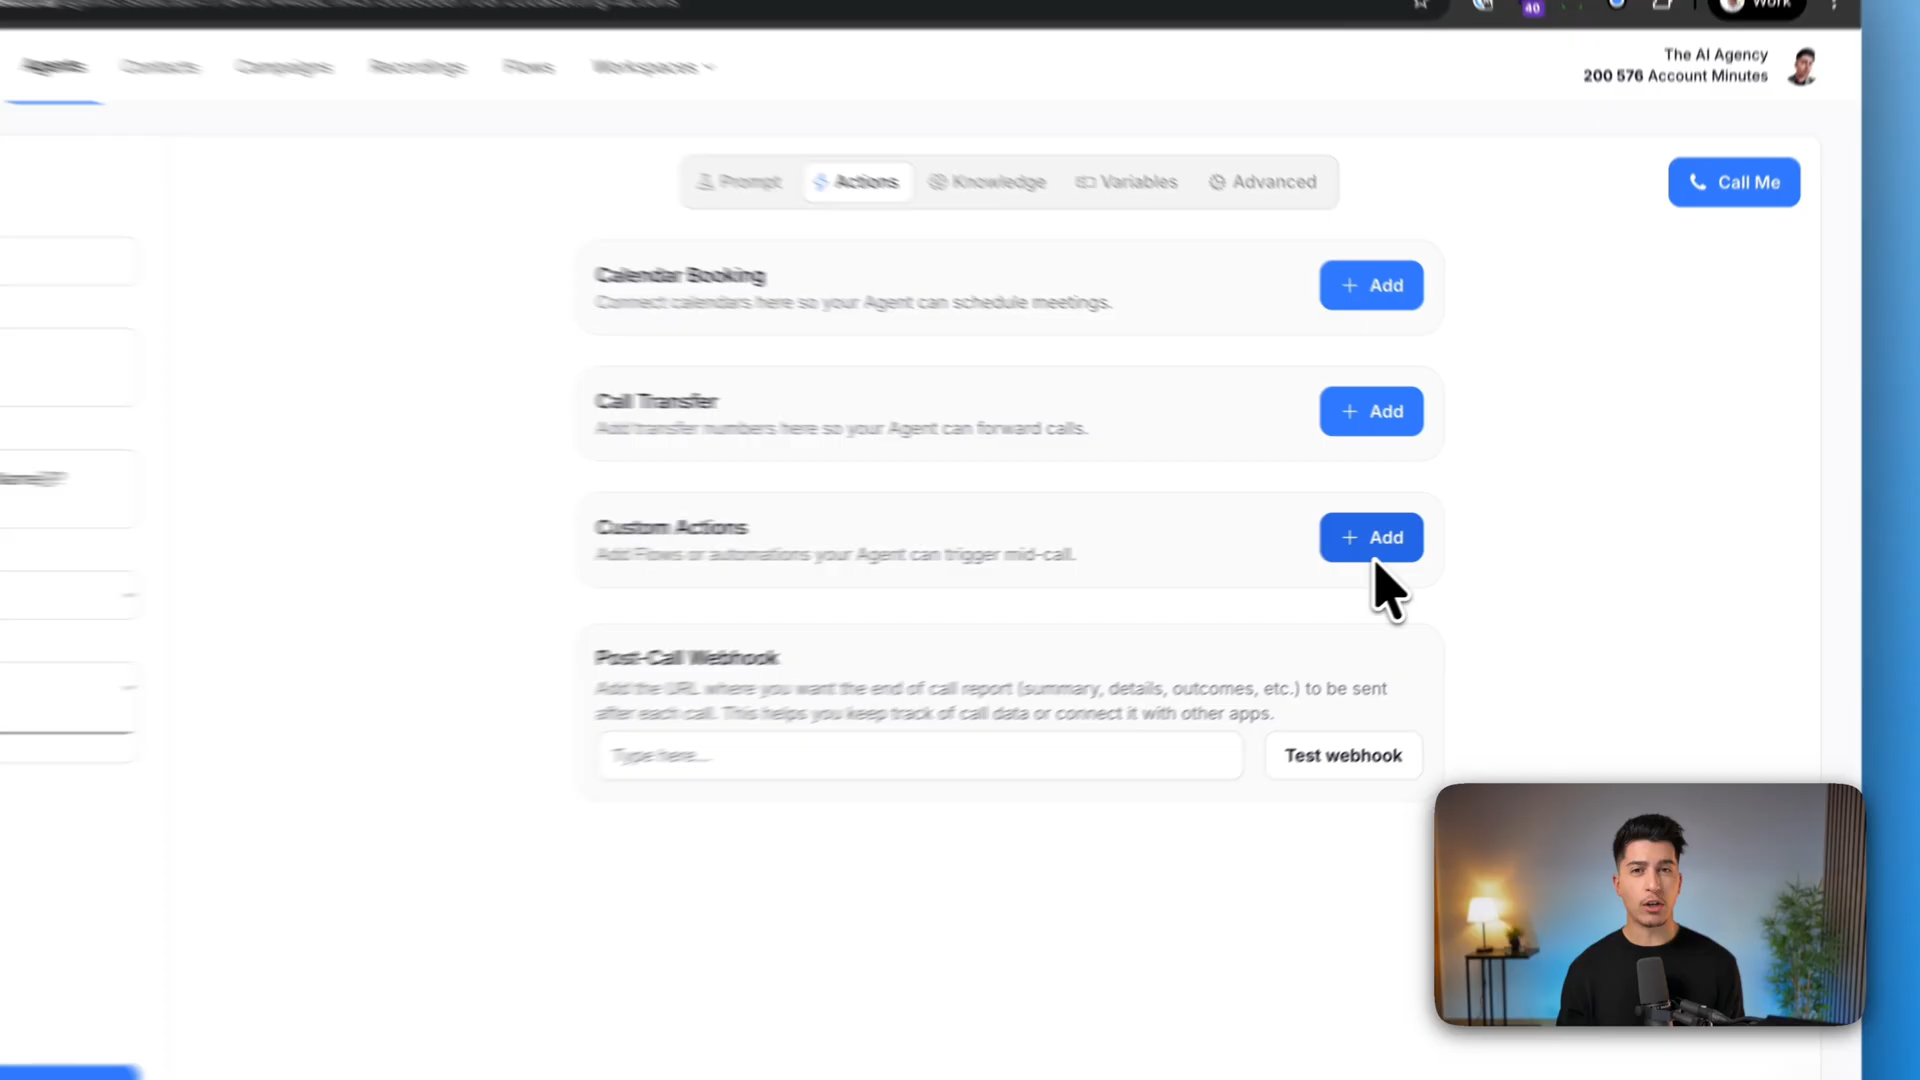 40
Work
Agents
Contacts
Campaigns
Recordings
Flows
Workspaces
The AI Agency
200 576 Account Minutes
Prompt
Actions
Knowledge
Variables
Advanced
Call Me
Calendar Booking
Connect calendars here so your Agent can schedule meetings.
+ Add
Call Transfer
Add transfer numbers here so your Agent can forward calls.
+ Add
Custom Actions
Add Flows or automations your Agent can trigger mid-call.
+ Add
Post-Call Webhook
Add the URL where you want the end of call report (summary, details, outcomes, etc.) to be sent
after each call. This helps you keep track of call data or connect it with other apps.
Type here...
Test webhook